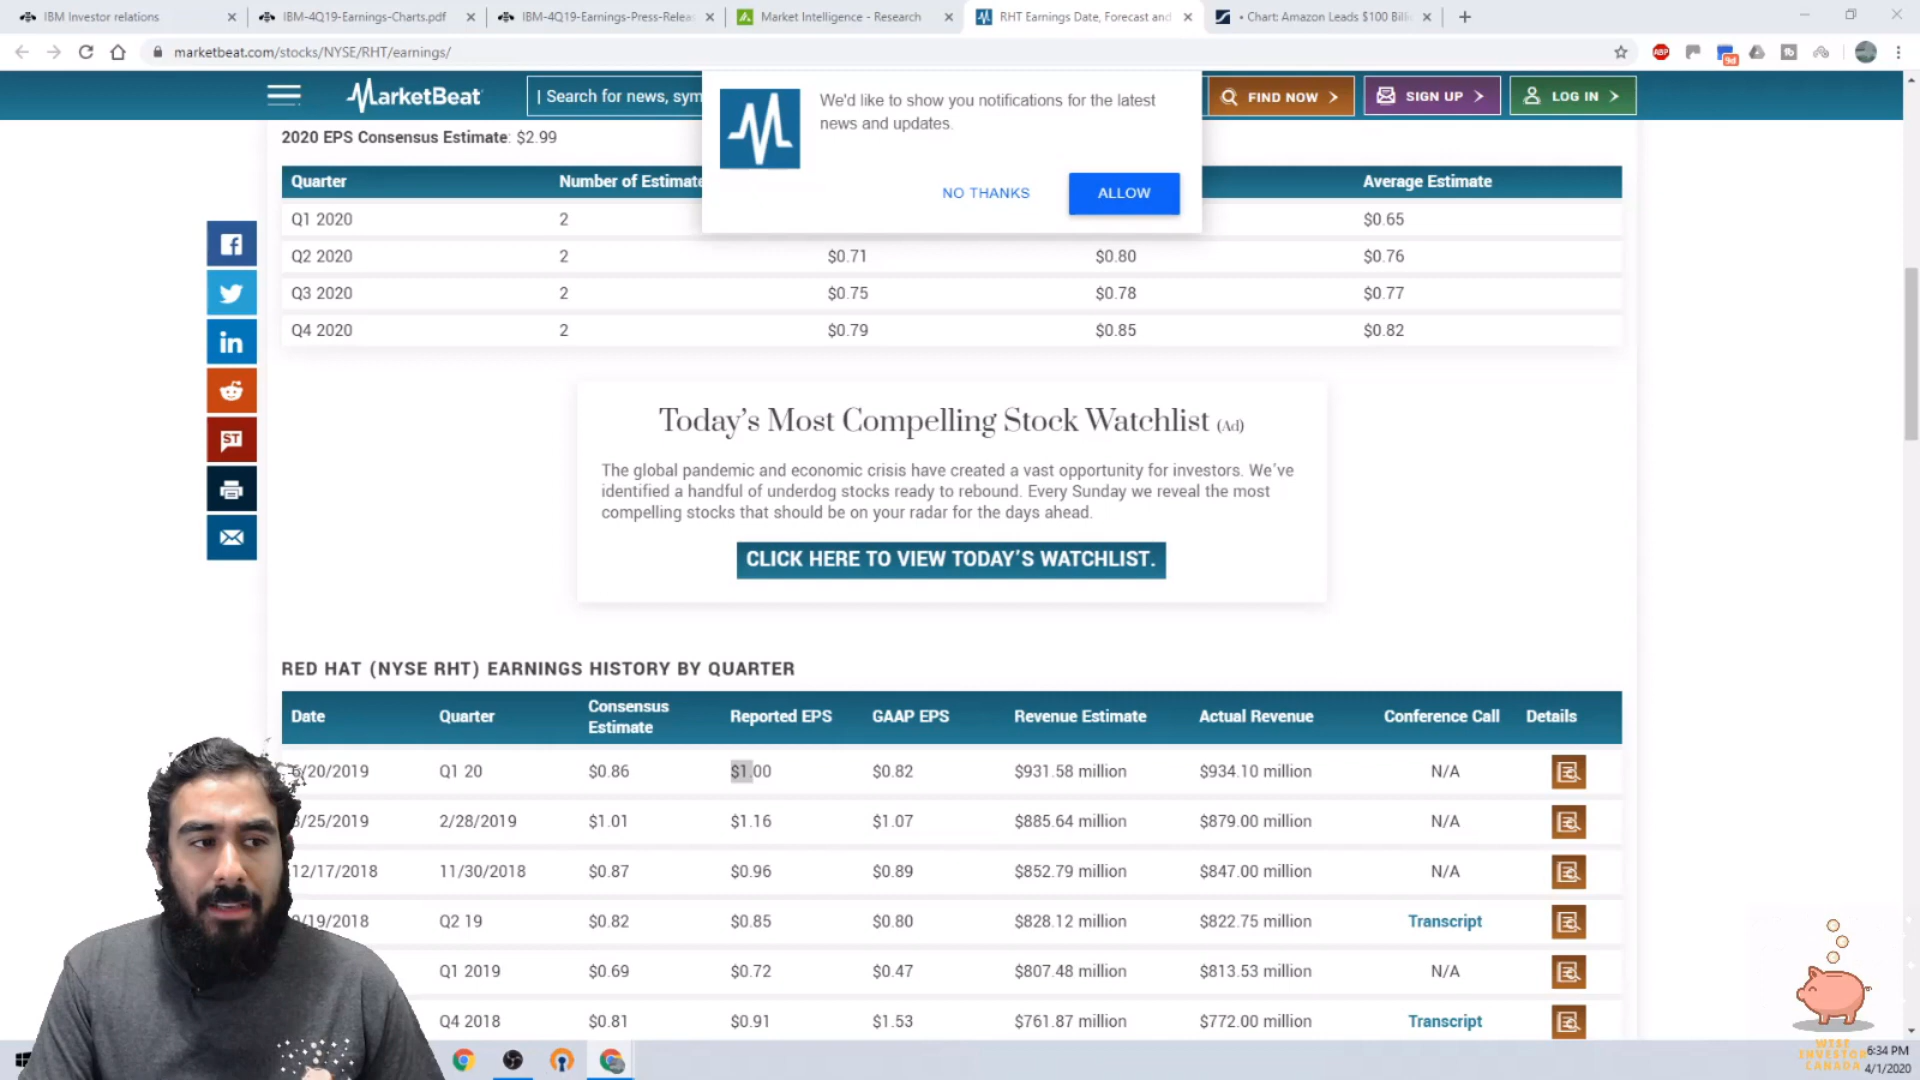 IBM Investor relations
IBM-4Q19-Earnings-Charts.pdf
IBM-4Q19-Earnings-Press-Relea
Market Intelligence - Research
RHT Earnings Date, Forecast and
• Chart: Amazon Leads $100 Billi
marketbeat.com/stocks/NYSE/RHT/earnings/
ABP
9d
MarketBeat
Search for news, sym
FIND NOW
SIGN UP
LOG IN
We'd like to show you notifications for the latest
news and updates.
NO THANKS
ALLOW
2020 EPS Consensus Estimate: $2.99
Quarter Number of Estimate Average Estimate
Q1 2020 2 $0.65
Q2 2020 2 $0.71 $0.80 $0.76
Q3 2020 2 $0.75 $0.78 $0.77
Q4 2020 2 $0.79 $0.85 $0.82
ST
Today's Most Compelling Stock Watchlist (Ad)
The global pandemic and economic crisis have created a vast opportunity for investors. We've
identified a handful of underdog stocks ready to rebound. Every Sunday we reveal the most
compelling stocks that should be on your radar for the days ahead.
CLICK HERE TO VIEW TODAY'S WATCHLIST.
RED HAT (NYSE RHT) EARNINGS HISTORY BY QUARTER
Date Quarter Consensus Estimate Reported EPS GAAP EPS Revenue Estimate Actual Revenue Conference Call Details
6/20/2019 Q1 20 $0.86 $1.00 $0.82 $931.58 million $934.10 million N/A
3/25/2019 2/28/2019 $1.01 $1.16 $1.07 $885.64 million $879.00 million N/A
12/17/2018 11/30/2018 $0.87 $0.96 $0.89 $852.79 million $847.00 million N/A
9/19/2018 Q2 19 $0.82 $0.85 $0.80 $828.12 million $822.75 million Transcript
Q1 2019 $0.69 $0.72 $0.47 $807.48 million $813.53 million N/A
Q4 2018 $0.81 $0.91 $1.53 $761.87 million $772.00 million Transcript
WISE
INVESTOR
CANADA
6:34 PM
4/1/2020